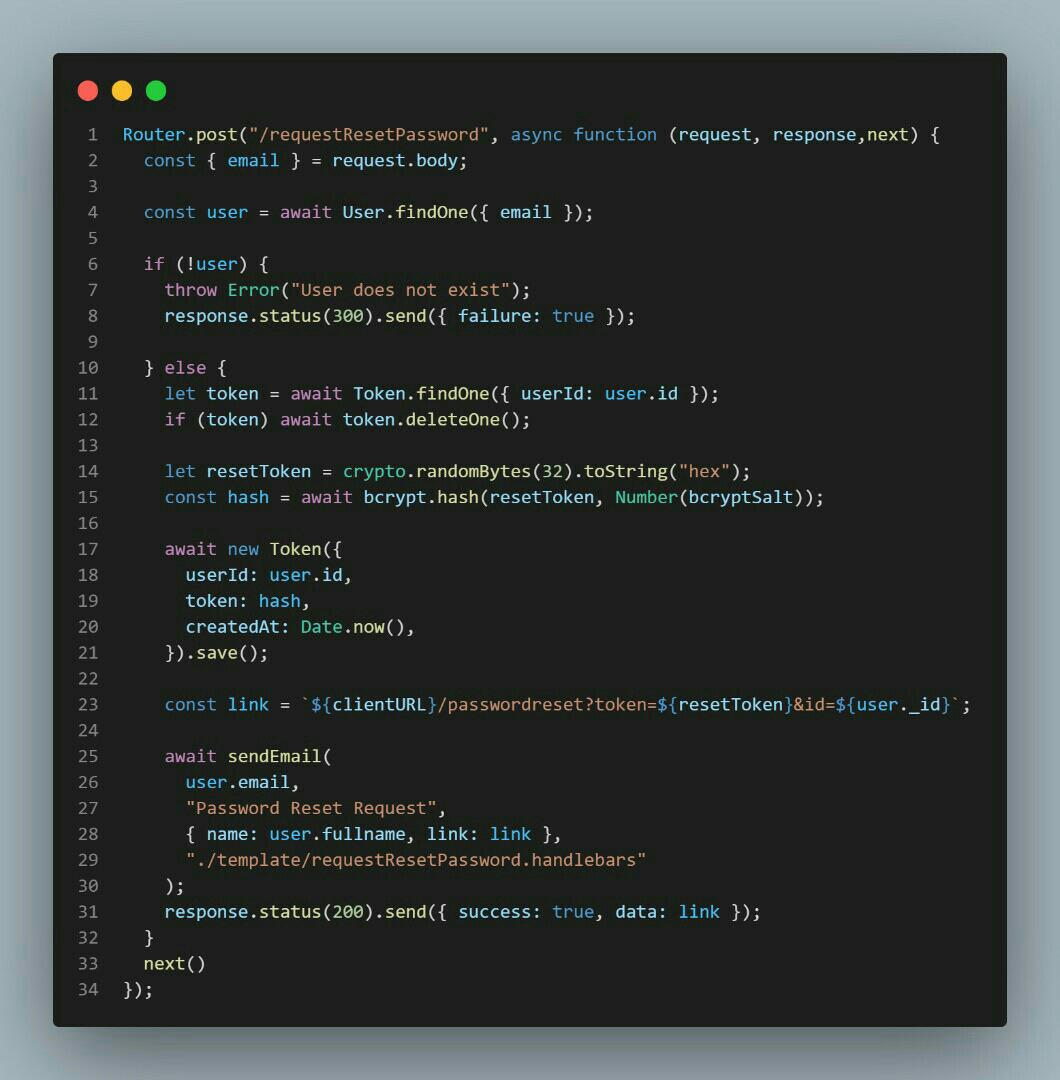 1 Router.post("/requestResetPassword", async function (request, response,next) {
2   const { email } = request.body;
3
4   const user = await User.findOne({ email });
5
6   if (!user) {
7     throw Error("User does not exist");
8     response.status(300).send({ failure: true });
9
10   } else {
11     let token = await Token.findOne({ userId: user.id });
12     if (token) await token.deleteOne();
13
14     let resetToken = crypto.randomBytes(32).toString("hex");
15     const hash = await bcrypt.hash(resetToken, Number(bcryptSalt));
16
17     await new Token({
18       userId: user.id,
19       token: hash,
20       createdAt: Date.now(),
21     }).save();
22
23     const link = `${clientURL}/passwordreset?token=${resetToken}&id=${user._id}`;
24
25     await sendEmail(
26       user.email,
27       "Password Reset Request",
28       { name: user.fullname, link: link },
29       "./template/requestResetPassword.handlebars"
30     );
31     response.status(200).send({ success: true, data: link });
32   }
33   next()
34 });